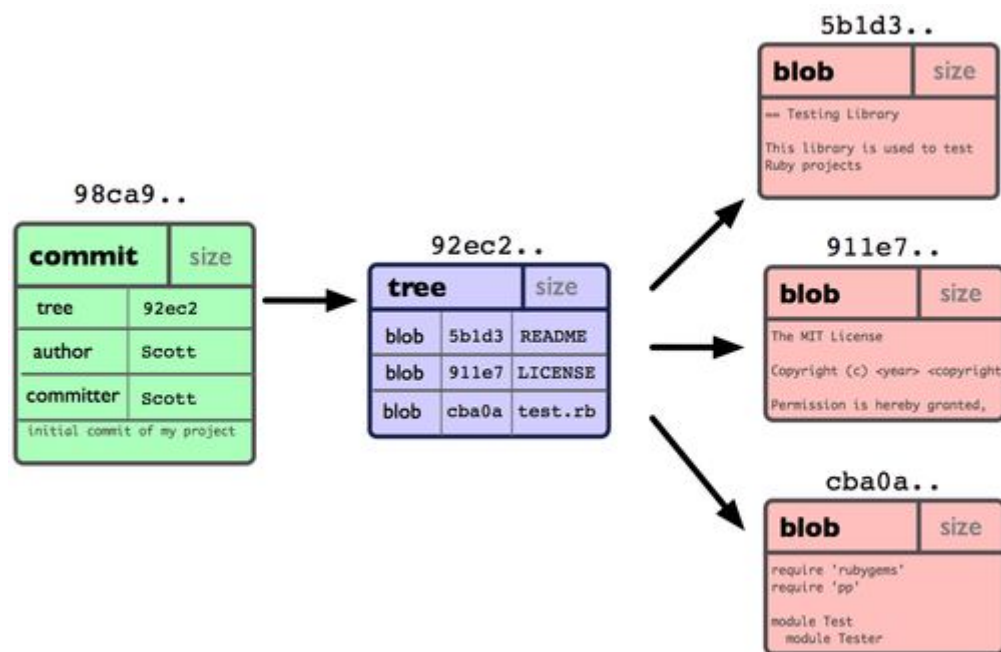 98ca9..
commit size
tree 92ec2
author Scott
committer Scott
initial commit of my project
92ec2..
tree size
blob 5b1d3 README
blob 911e7 LICENSE
blob cba0a test.rb
5b1d3..
blob size
== Testing Library
This library is used to test
Ruby projects
911e7..
blob size
The MIT License
Copyright (c) <year> <copyright
Permission is hereby granted,
cba0a..
blob size
require 'rubygems'
require 'pp'
module Test
module Tester